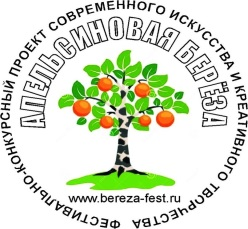 ФЕСТИВАЛЬНО-КОНКУРСНЫЙ ПРОЕКТ СОВРЕМЕННОГО ИСКУССТВА И КРЕАТИВНОГО ТВОРЧЕСТВА
АПЕЛЬСИНОВАЯ БЕРЁЗА
www.bereza-fest.ru